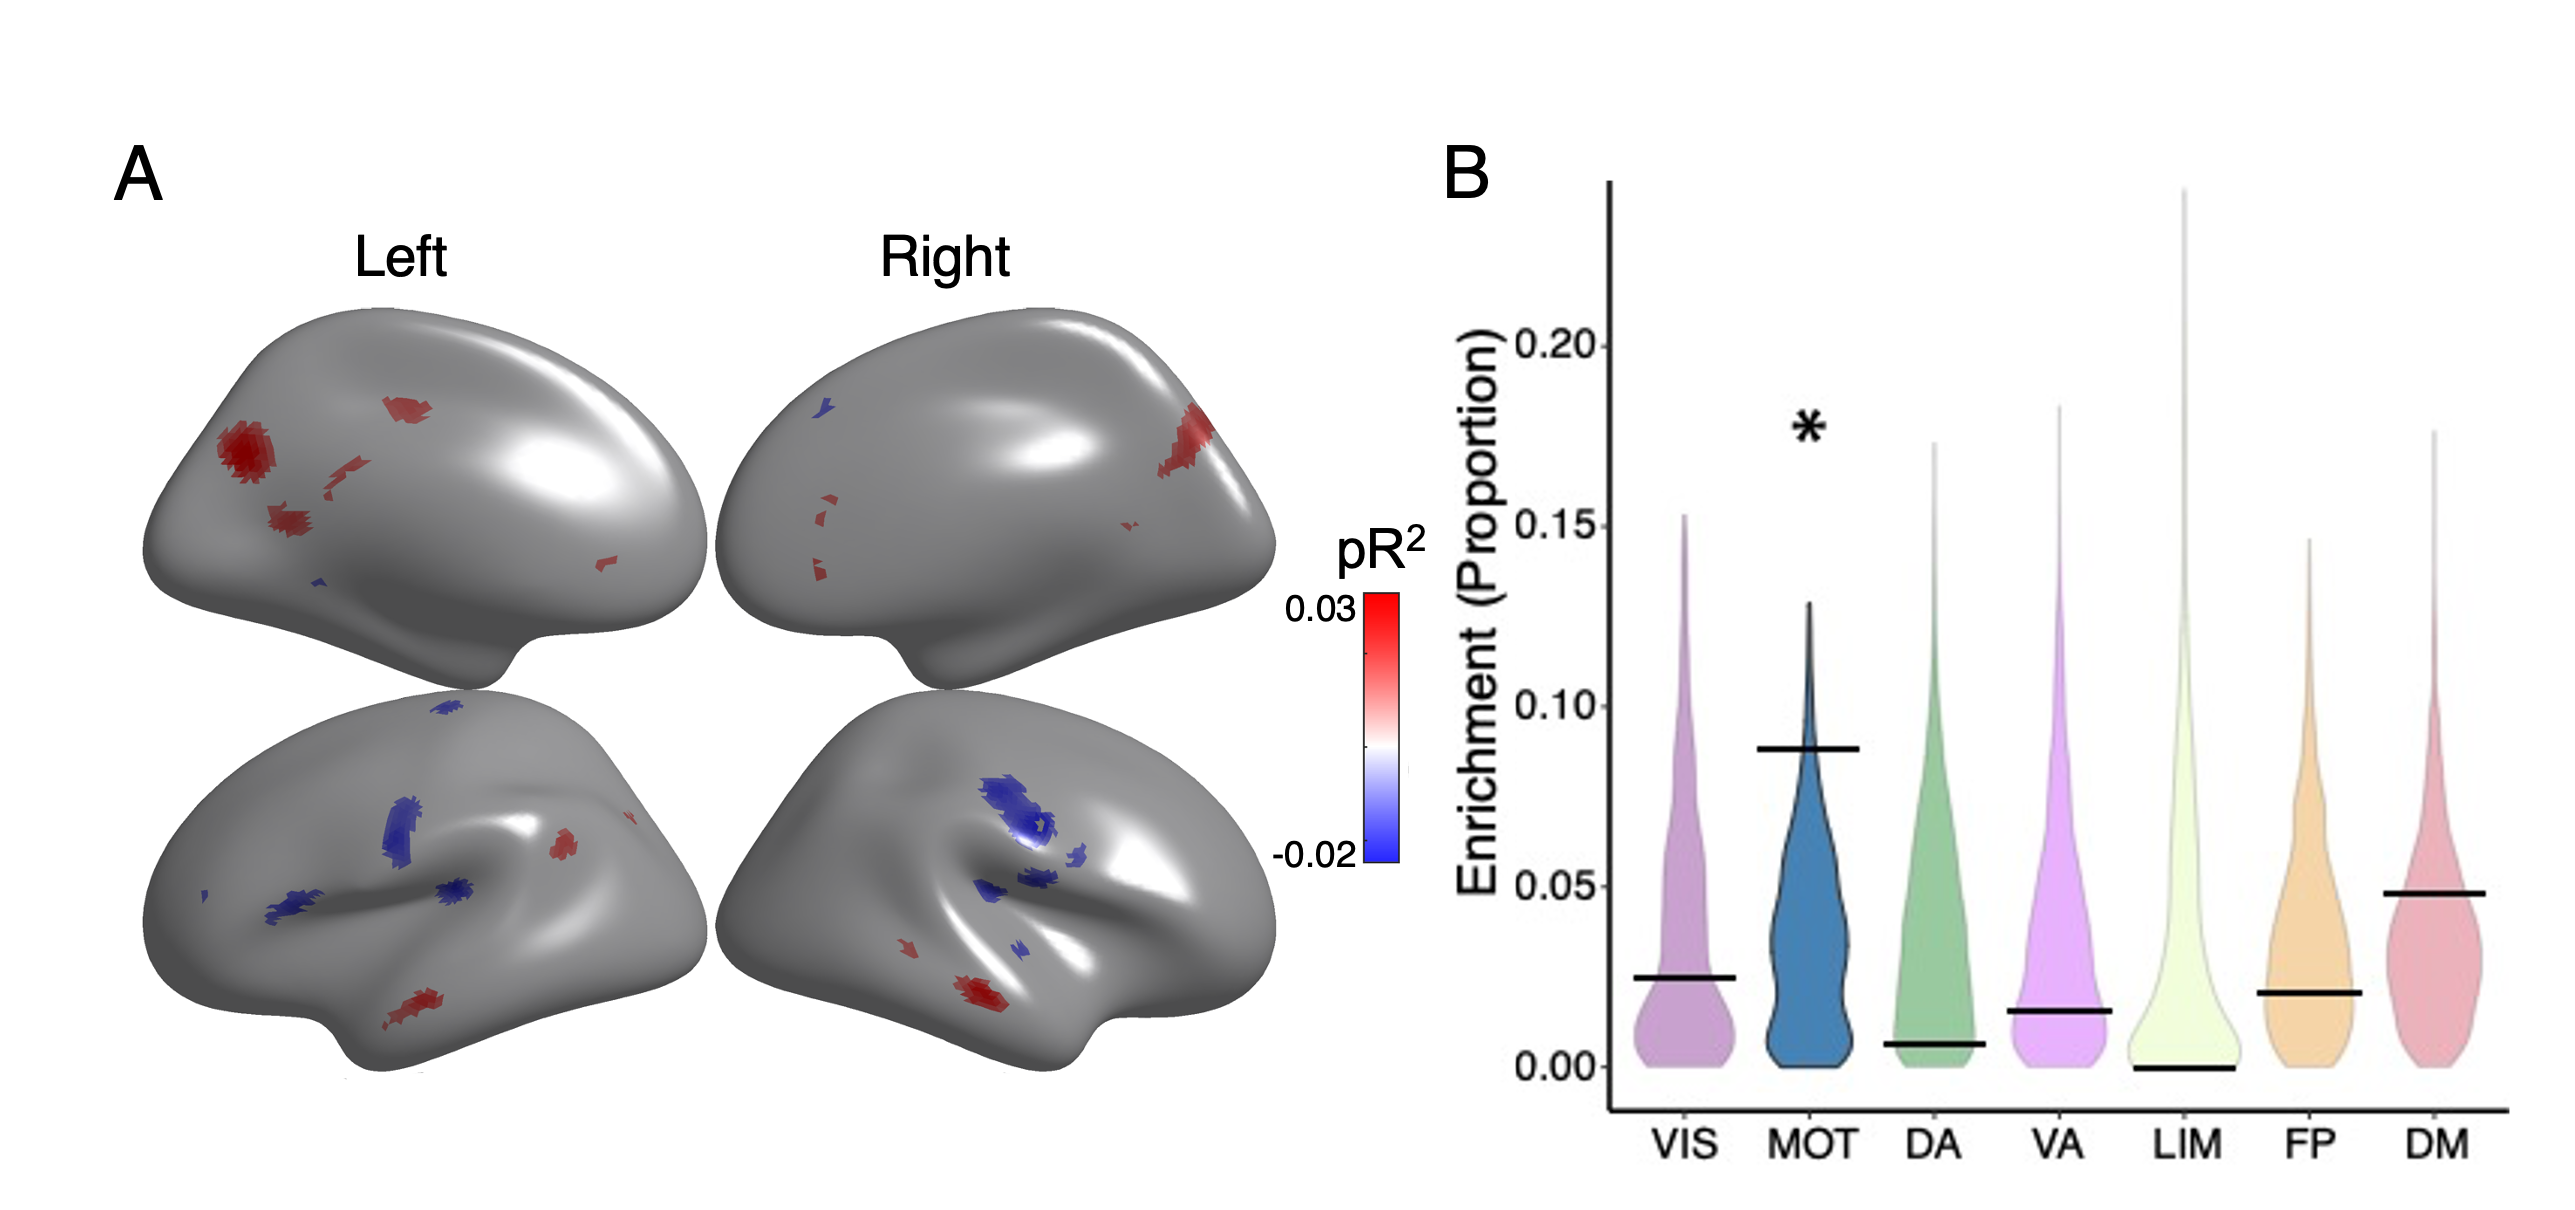 A
Left
Right
pR²
0.03
-0.02
B
Enrichment (Proportion)
0.20
0.15
*
0.10
0.05
0.00
VIS MOT DA VA LIM FP DM